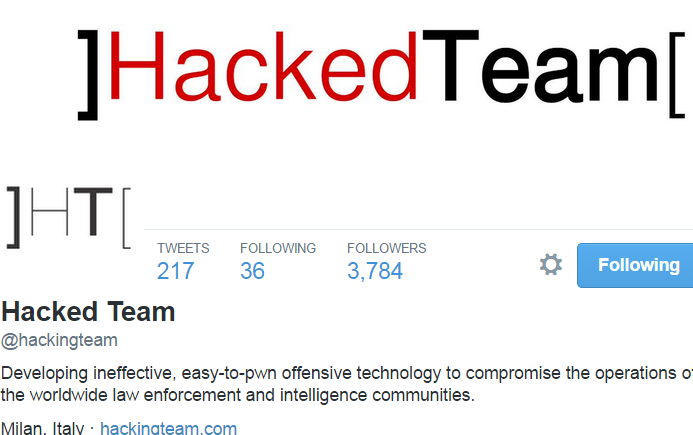 ]HackedTeam[
]HT[
TWEETS FOLLOWING FOLLOWERS
217 36 3,784
Following
Hacked Team
@hackingteam
Developing ineffective, easy-to-pwn offensive technology to compromise the operations of
the worldwide law enforcement and intelligence communities.
Milan, Italy · hackingteam.com